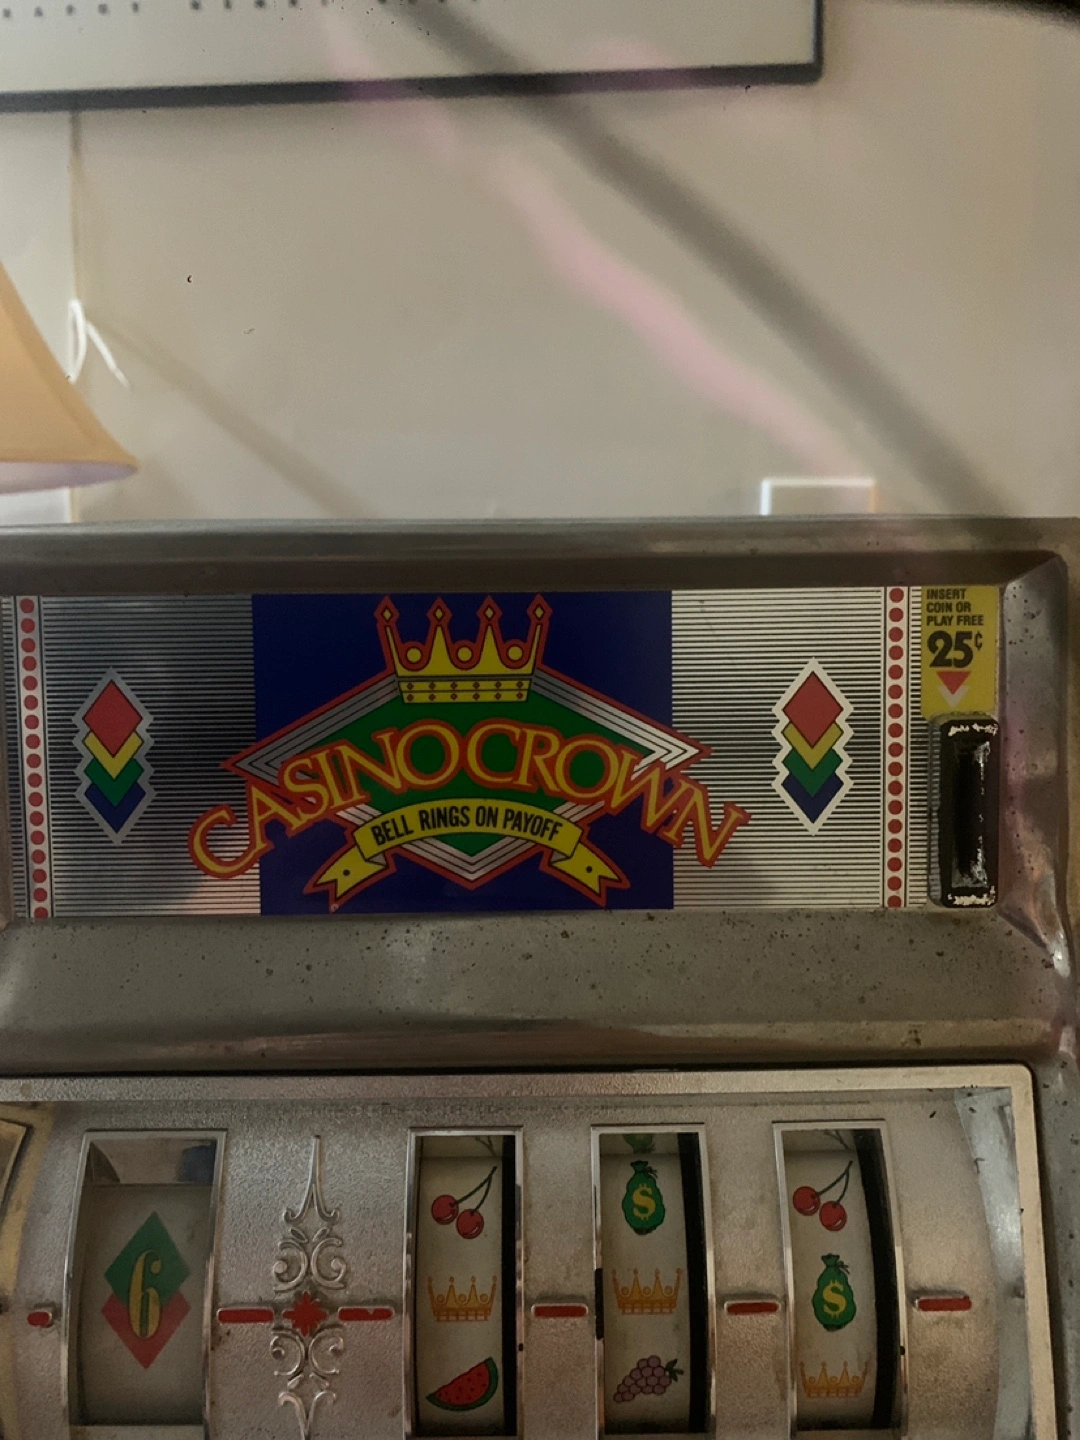 INSERT
COIN OR
PLAY FREE
25¢
CASINO CROWN
BELL RINGS ON PAYOFF
6
$
$